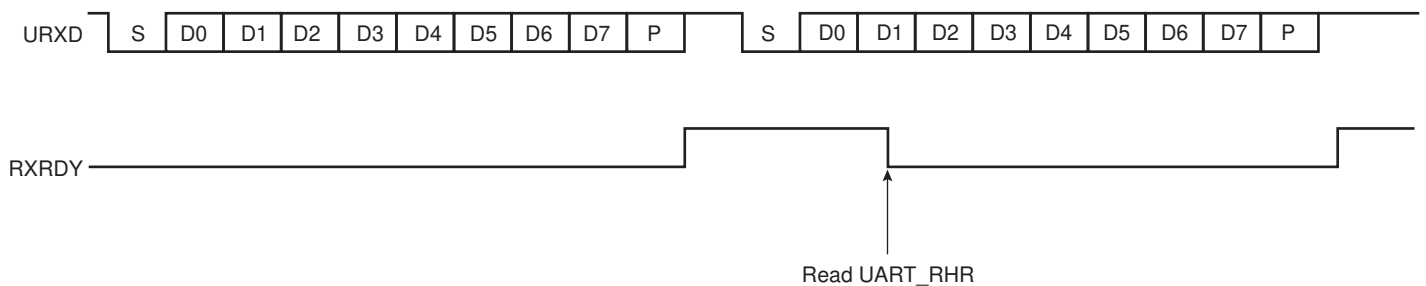 URXD S D0 D1 D2 D3 D4 D5 D6 D7 P S D0 D1 D2 D3 D4 D5 D6 D7 P
RXRDY
Read UART_RHR